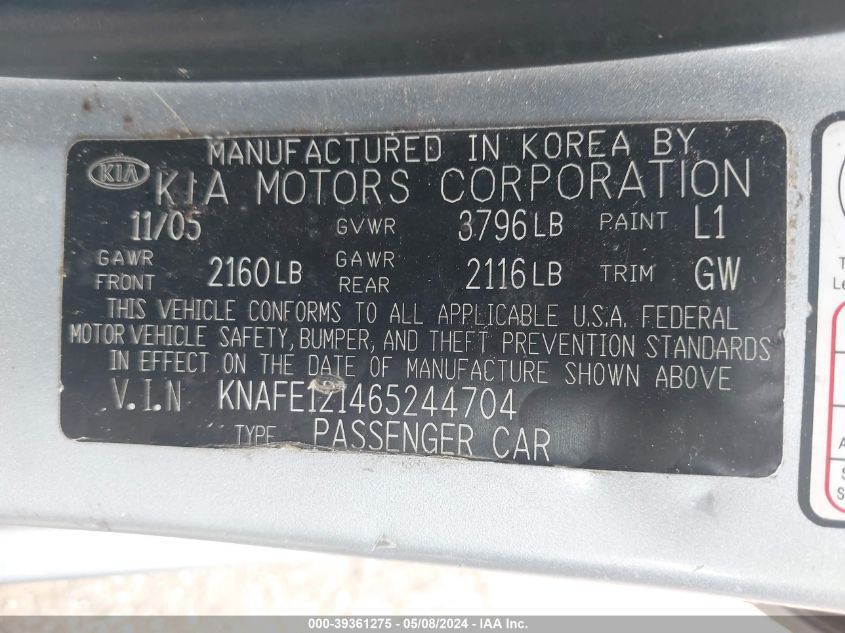 MANUFACTURED IN KOREA BY
KIA
KIA MOTORS CORPORATION
11/05 GVWR 3796LB PAINT L1
GAWR FRONT 2160LB GAWR REAR 2116LB TRIM GW
THIS VEHICLE CONFORMS TO ALL APPLICABLE U.S.A. FEDERAL
MOTOR VEHICLE SAFETY, BUMPER, AND THEFT PREVENTION STANDARDS
IN EFFECT ON THE DATE OF MANUFACTURE SHOWN ABOVE
V.I.N KNAFE121465244704
TYPE PASSENGER CAR
000-39361275 - 05/08/2024 - IAA Inc.